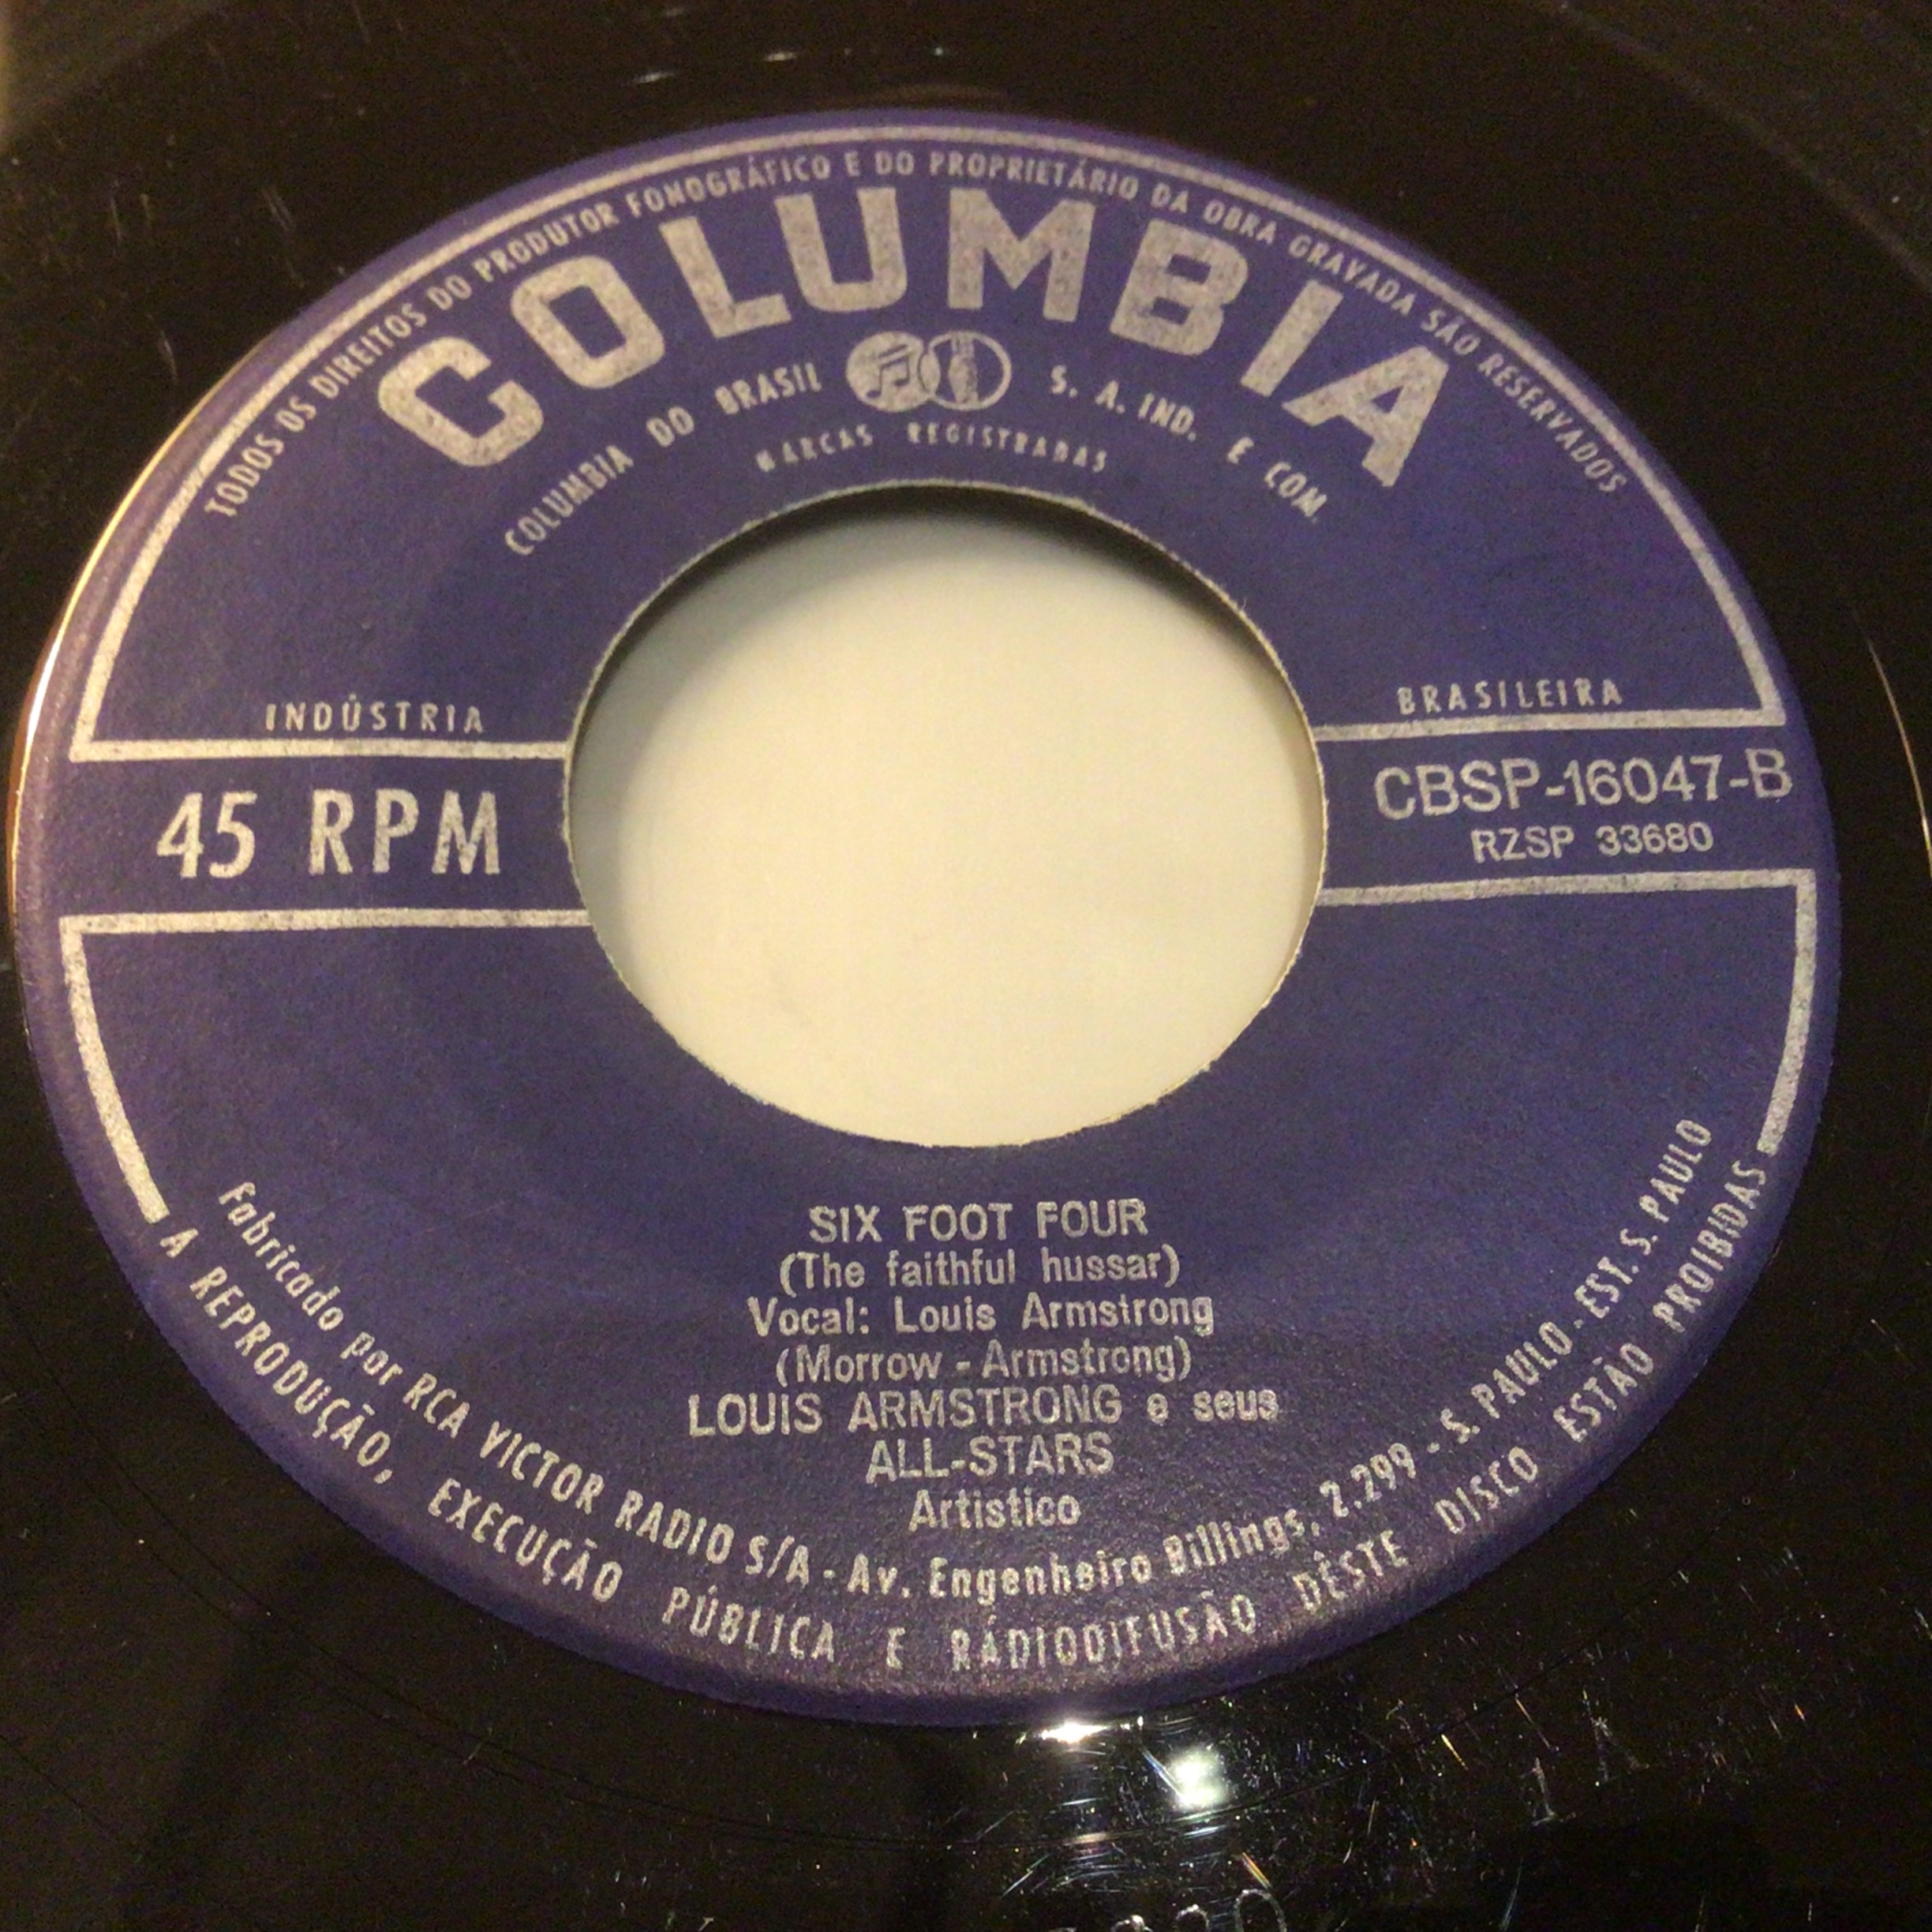 TODOS OS DIREITOS DO PRODUTOR FONOGRÁFICO E DO PROPRIETÁRIO DA OBRA GRAVADA SÃO RESERVADOS
COLUMBIA
COLUMBIA DO BRASIL S. A. IND. E COM.
MARCAS REGISTRADAS
INDÚSTRIA BRASILEIRA
45 RPM
CBSP-16047-B
RZSP 33680
SIX FOOT FOUR
(The faithful hussar)
Vocal: Louis Armstrong
(Morrow - Armstrong)
LOUIS ARMSTRONG e seus
ALL-STARS
Artistico
Fabricado por RCA VICTOR RADIO S/A - Av. Engenheiro Billings, 2.299 - S. PAULO - EST. S. PAULO
A REPRODUÇÃO, EXECUÇÃO PÚBLICA E RÁDIODIFUSÃO DÊSTE DISCO ESTÃO PROIBIDAS